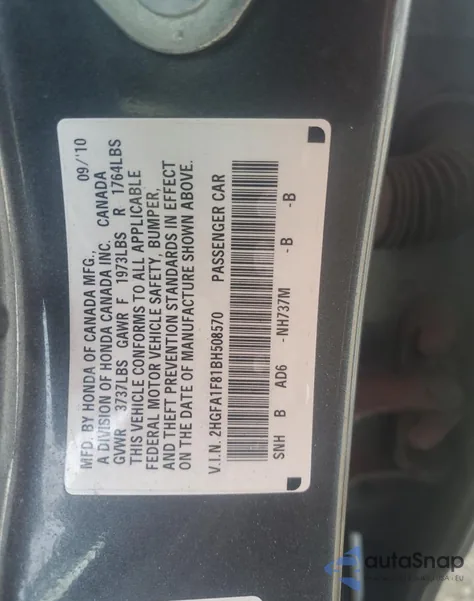 MFD. BY HONDA OF CANADA MFG., 09/'10
A DIVISION OF HONDA CANADA INC. CANADA
GVWR 3737LBS GAWR F 1973LBS R 1764LBS
THIS VEHICLE CONFORMS TO ALL APPLICABLE
FEDERAL MOTOR VEHICLE SAFETY, BUMPER,
AND THEFT PREVENTION STANDARDS IN EFFECT
ON THE DATE OF MANUFACTURE SHOWN ABOVE.
V.I.N. 2HGFA1F81BH508570 PASSENGER CAR
SNH B AD6 -NH737M -B -B
autoSnap